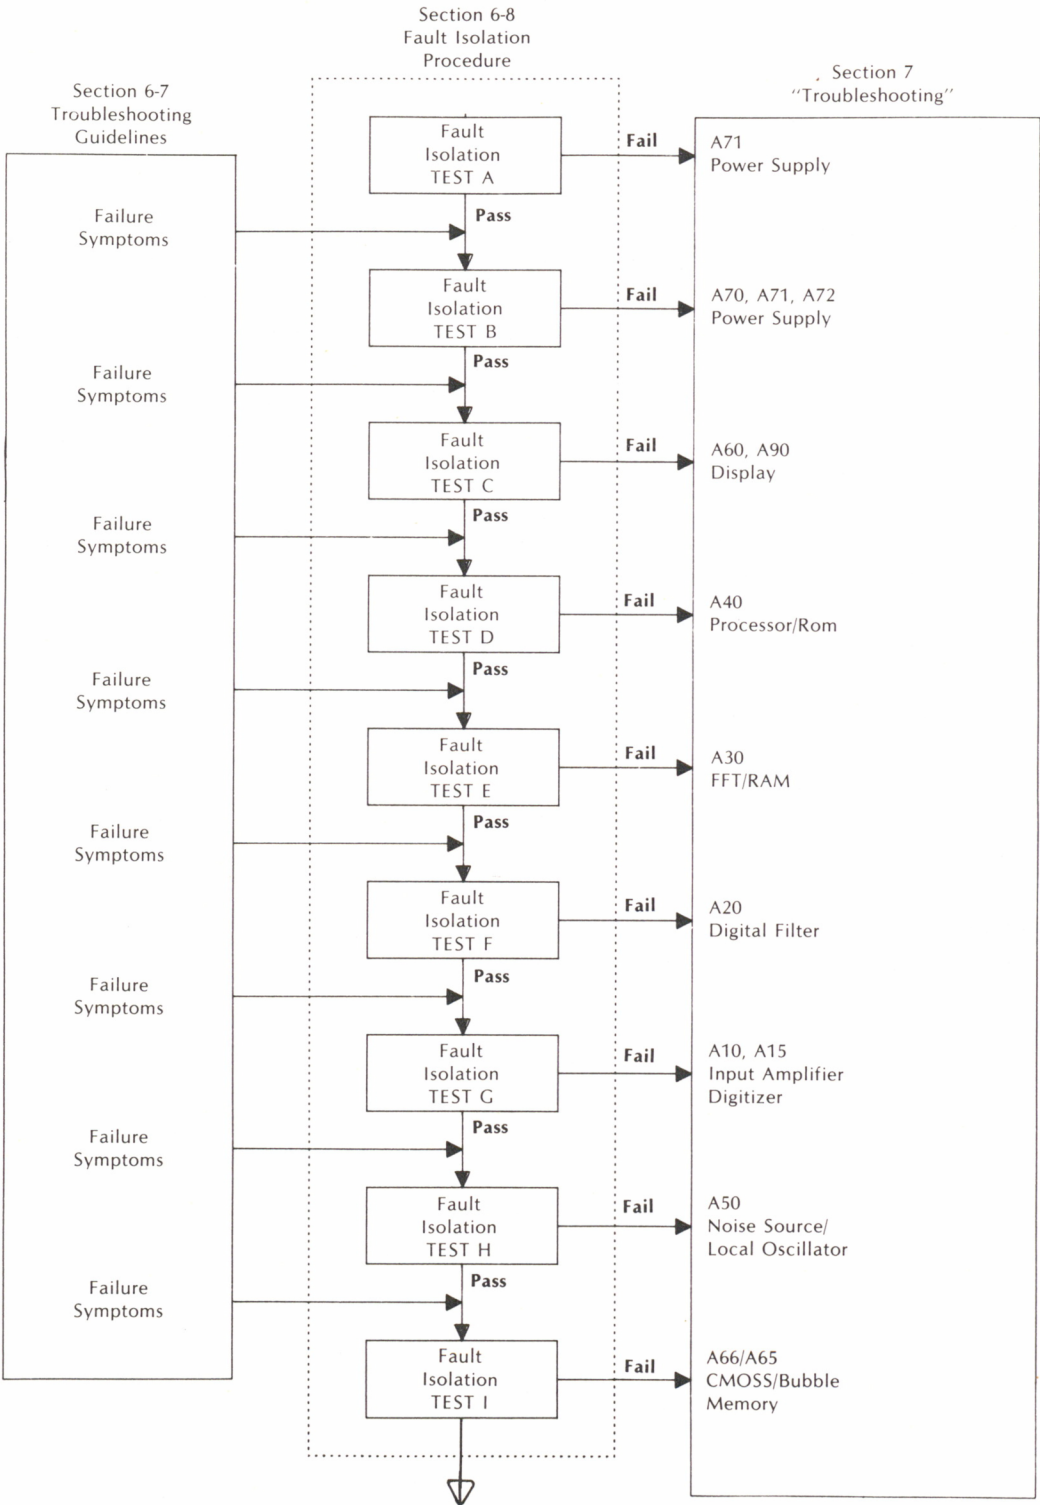 Section 6-8
Fault Isolation
Procedure
Section 6-7
Troubleshooting
Guidelines
Section 7
"Troubleshooting"
Fault
Isolation
TEST A
Fail
A71
Power Supply
Pass
Failure
Symptoms
Fault
Isolation
TEST B
Fail
A70, A71, A72
Power Supply
Pass
Failure
Symptoms
Fault
Isolation
TEST C
Fail
A60, A90
Display
Pass
Failure
Symptoms
Fault
Isolation
TEST D
Fail
A40
Processor/Rom
Pass
Failure
Symptoms
Fault
Isolation
TEST E
Fail
A30
FFT/RAM
Pass
Failure
Symptoms
Fault
Isolation
TEST F
Fail
A20
Digital Filter
Pass
Failure
Symptoms
Fault
Isolation
TEST G
Fail
A10, A15
Input Amplifier
Digitizer
Pass
Failure
Symptoms
Fault
Isolation
TEST H
Fail
A50
Noise Source/
Local Oscillator
Pass
Failure
Symptoms
Fault
Isolation
TEST I
Fail
A66/A65
CMOSS/Bubble
Memory